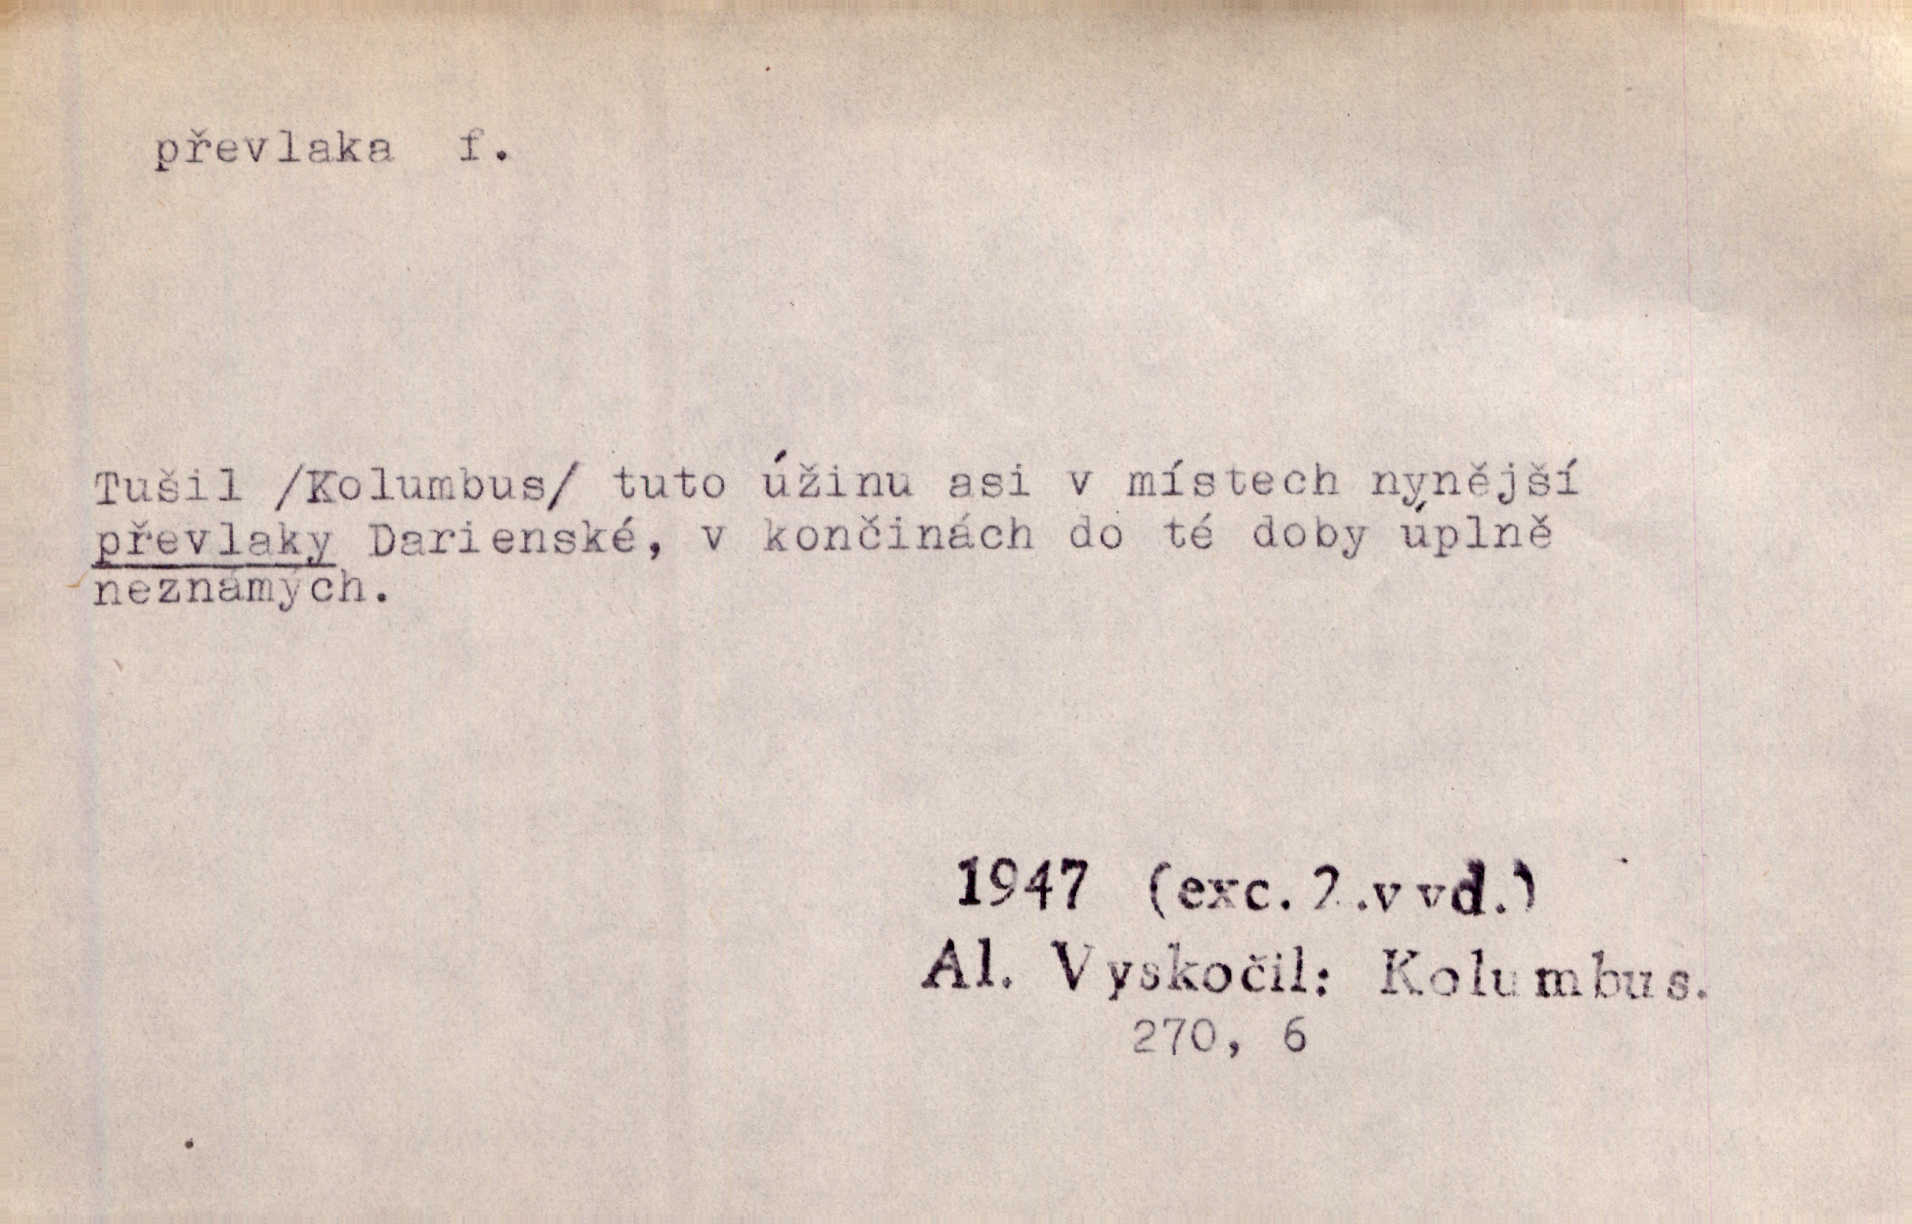 převlaka f.
Tušil /Kolumbus/ tuto úžinu asi v místech nynější
převlaky Darienské, v končinách do té doby úplně
neznámých.
1947 (exc. 2.vyd.)
Al. Vyskočil: Kolumbus.
270, 6